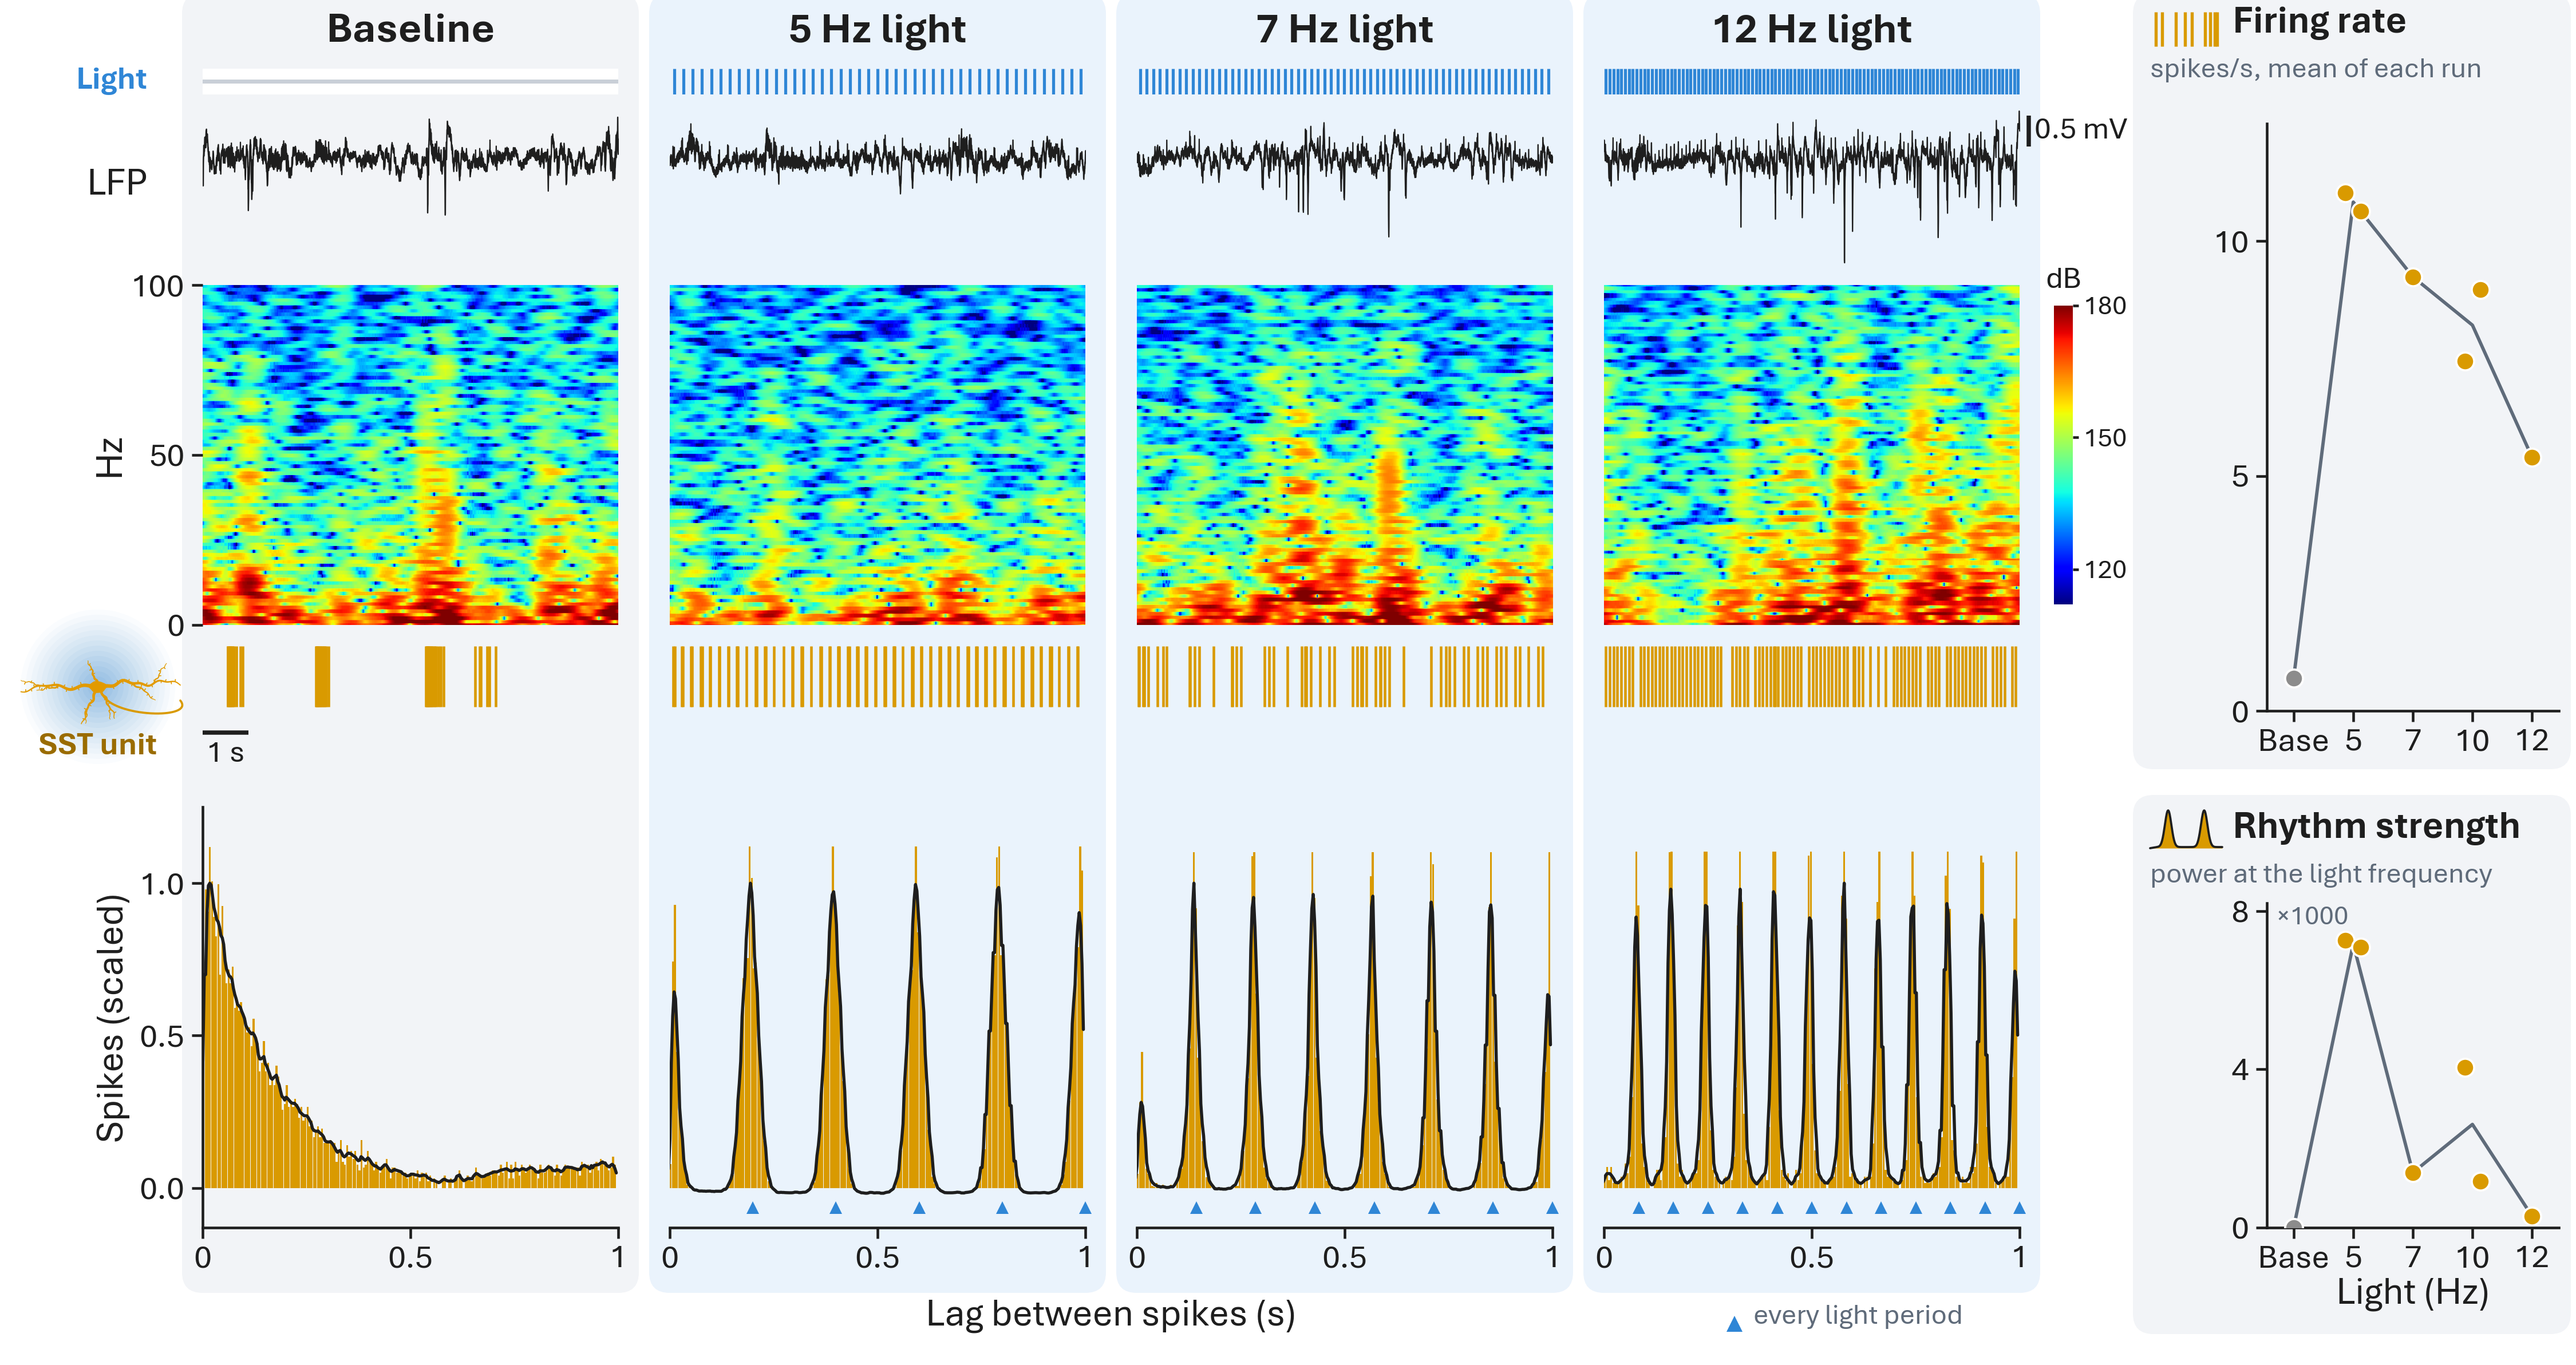 Baseline
5 Hz light
7 Hz light
12 Hz light
Firing rate
spikes/s, mean of each run
Light
LFP
0.5 mV
10
5
0
Base 5 7 10 12
dB
180
150
120
100
50
0
Hz
SST unit
1 s
Rhythm strength
power at the light frequency
8
×1000
4
0
Base 5 7 10 12
Light (Hz)
Spikes (scaled)
1.0
0.5
0.0
0 0.5 1
0 0.5 1
0 0.5 1
0 0.5 1
Lag between spikes (s)
every light period